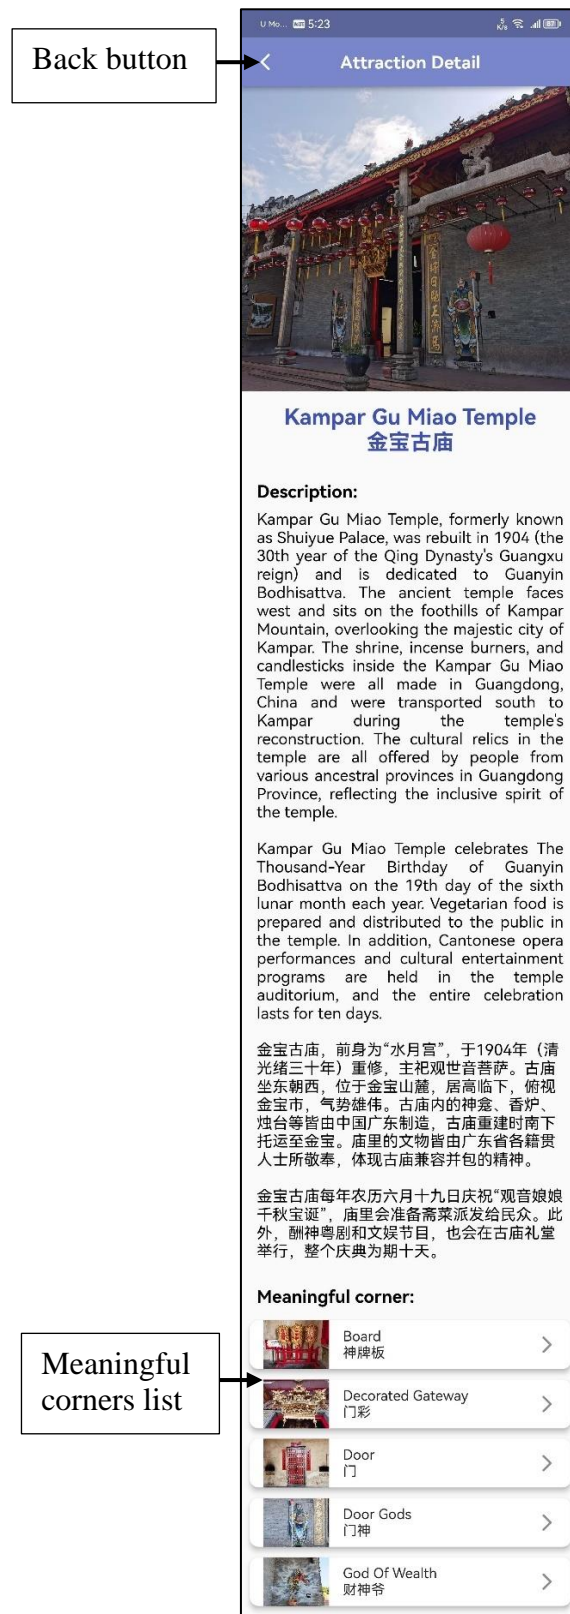 U Mo...
5:23
5
K/s
Back button
Attraction Detail
Kampar Gu Miao Temple
金宝古庙
Description:
Kampar Gu Miao Temple, formerly known
as Shuiyue Palace, was rebuilt in 1904 (the
30th year of the Qing Dynasty's Guangxu
reign) and is dedicated to Guanyin
Bodhisattva. The ancient temple faces
west and sits on the foothills of Kampar
Mountain, overlooking the majestic city of
Kampar. The shrine, incense burners, and
candlesticks inside the Kampar Gu Miao
Temple were all made in Guangdong,
China and were transported south to
Kampar during the temple's
reconstruction. The cultural relics in the
temple are all offered by people from
various ancestral provinces in Guangdong
Province, reflecting the inclusive spirit of
the temple.
Kampar Gu Miao Temple celebrates The
Thousand-Year Birthday of Guanyin
Bodhisattva on the 19th day of the sixth
lunar month each year. Vegetarian food is
prepared and distributed to the public in
the temple. In addition, Cantonese opera
performances and cultural entertainment
programs are held in the temple
auditorium, and the entire celebration
lasts for ten days.
金宝古庙，前身为“水月宫”，于1904年（清
光绪三十年）重修，主祀观世音菩萨。古庙
坐东朝西，位于金宝山麓，居高临下，俯视
金宝市，气势雄伟。古庙内的神龛、香炉、
烛台等皆由中国广东制造，古庙重建时南下
托运至金宝。庙里的文物皆由广东省各籍贯
人士所敬奉，体现古庙兼容并包的精神。
金宝古庙每年农历六月十九日庆祝“观音娘娘
千秋宝诞”，庙里会准备斋菜派发给民众。此
外，酬神粤剧和文娱节目，也会在古庙礼堂
举行，整个庆典为期十天。
Meaningful corner:
Board
神牌板
Meaningful
corners list
Decorated Gateway
门彩
Door
门
Door Gods
门神
God Of Wealth
财神爷